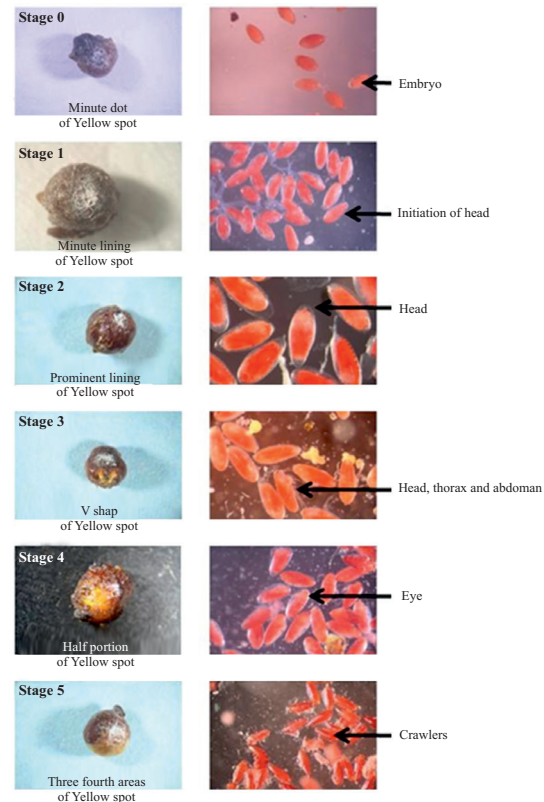 Stage 0
Embryo
Minute dot
of Yellow spot
Stage 1
Initiation of head
Minute lining
of Yellow spot
Stage 2
Head
Prominent lining
of Yellow spot
Stage 3
Head, thorax and abdoman
V shap
of Yellow spot
Stage 4
Eye
Half portion
of Yellow spot
Stage 5
Crawlers
Three fourth areas
of Yellow spot